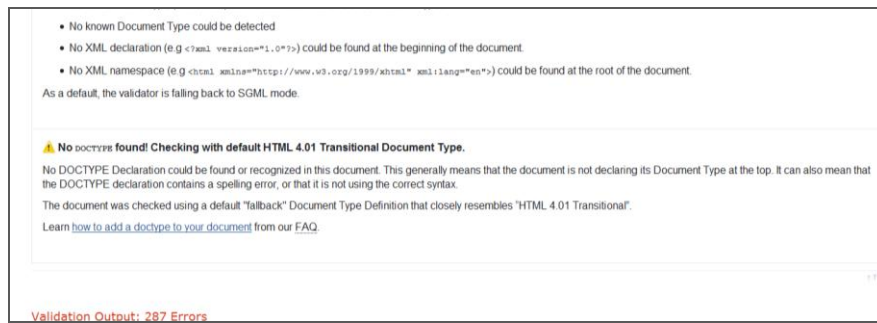 No known Document Type could be detected
No XML declaration (e.g <?xml version="1.0"?>) could be found at the beginning of the document.
No XML namespace (e.g <html xmlns="http://www.w3.org/1999/xhtml" xml:lang="en">) could be found at the root of the document.
As a default, the validator is falling back to SGML mode.
No DOCTYPE found! Checking with default HTML 4.01 Transitional Document Type.
No DOCTYPE Declaration could be found or recognized in this document. This generally means that the document is not declaring its Document Type at the top. It can also mean that
the DOCTYPE declaration contains a spelling error, or that it is not using the correct syntax.
The document was checked using a default "fallback" Document Type Definition that closely resembles "HTML 4.01 Transitional".
Learn how to add a doctype to your document from our FAQ.
Validation Output: 287 Errors